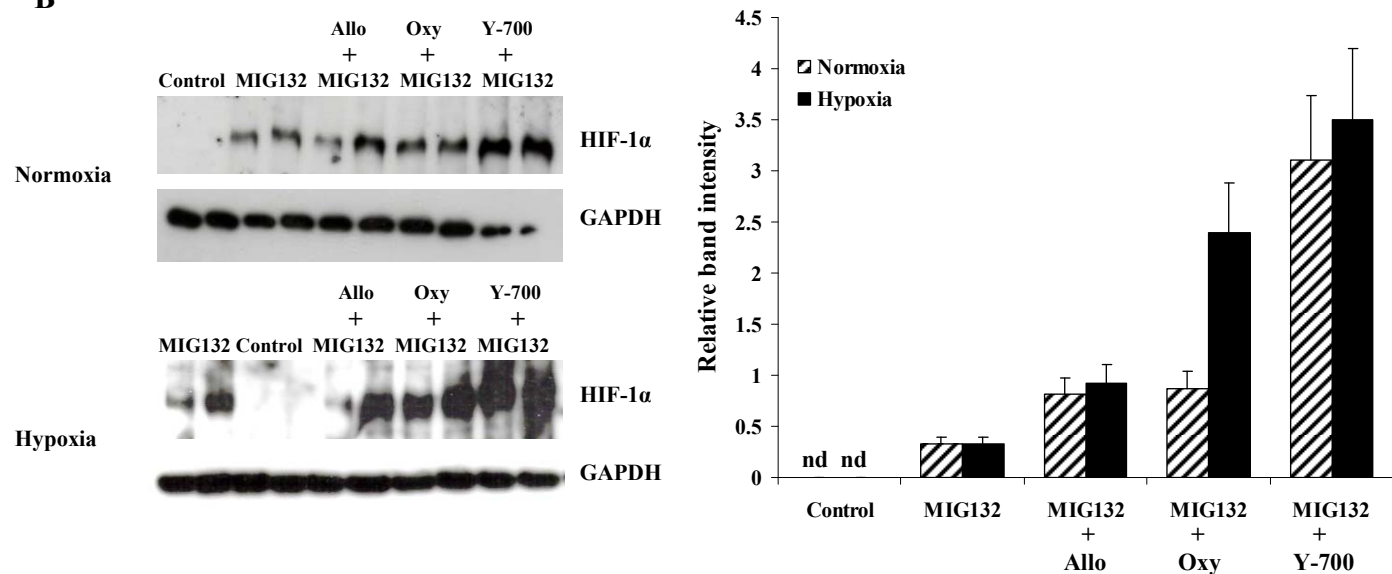 B
Allo Oxy Y-700
+ + +
Control MIG132 MIG132 MIG132 MIG132
HIF-1α
Normoxia
GAPDH
Allo Oxy Y-700
+ + +
MIG132 Control MIG132 MIG132 MIG132
HIF-1α
Hypoxia
GAPDH
Relative band intensity
4.5
4
3.5
3
2.5
2
1.5
1
0.5
0
Normoxia
Hypoxia
nd nd
Control MIG132 MIG132 MIG132 MIG132
+ + +
Allo Oxy Y-700